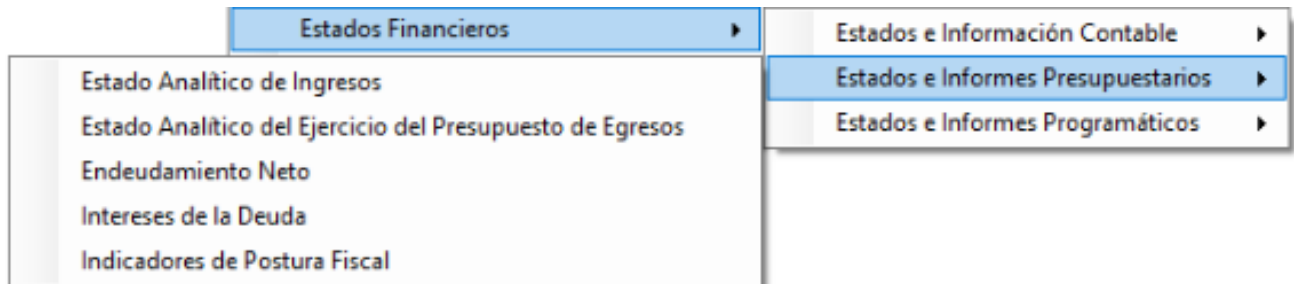 Estados Financieros
Estados e Información Contable
Estados e Informes Presupuestarios
Estados e Informes Programáticos
Estado Analítico de Ingresos
Estado Analítico del Ejercicio del Presupuesto de Egresos
Endeudamiento Neto
Intereses de la Deuda
Indicadores de Postura Fiscal